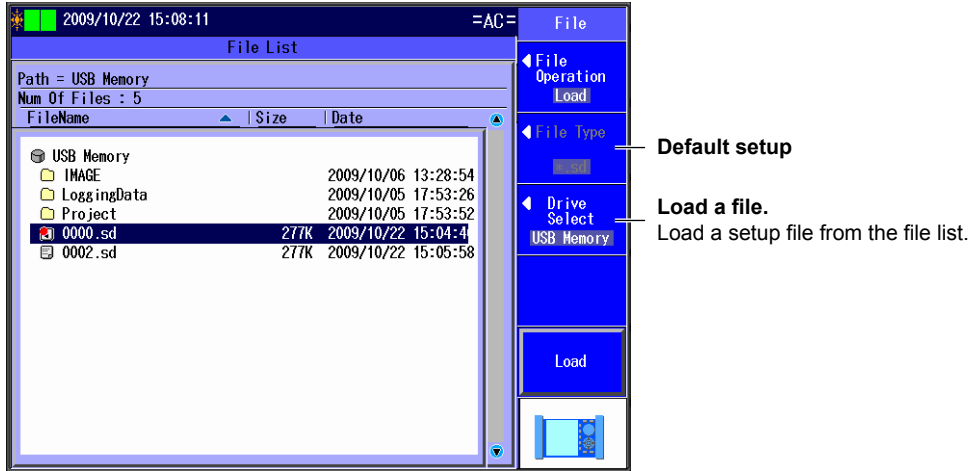 2009/10/22 15:08:11 =AC=
File List
Path = USB Memory
Num Of Files : 5
FileName Size Date
USB Memory
IMAGE 2009/10/06 13:28:54
LoggingData 2009/10/05 17:53:26
Project 2009/10/05 17:53:52
0000.sd 277K 2009/10/22 15:04:4
0002.sd 277K 2009/10/22 15:05:58
File
File
Operation
Load
File Type
*.sd
Drive
Select
USB Memory
Load
Default setup
Load a file.
Load a setup file from the file list.